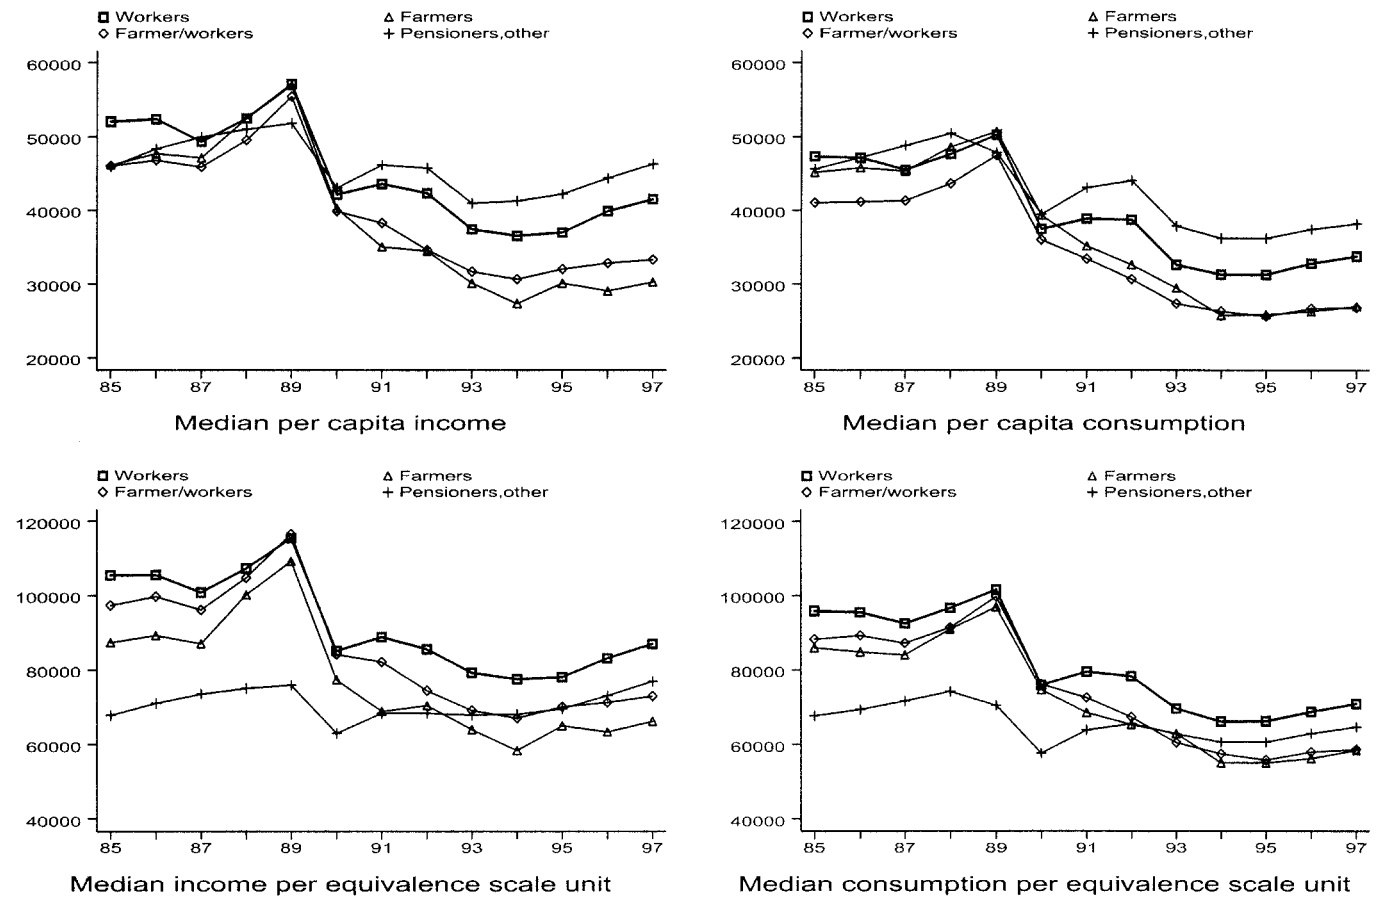 Workers Farmers
Farmer/workers Pensioners,other
60000
50000
40000
30000
20000
85 87 89 91 93 95 97
Median per capita income
Workers Farmers
Farmer/workers Pensioners,other
60000
50000
40000
30000
20000
85 87 89 91 93 95 97
Median per capita consumption
Workers Farmers
Farmer/workers Pensioners,other
120000
100000
80000
60000
40000
85 87 89 91 93 95 97
Median income per equivalence scale unit
Workers Farmers
Farmer/workers Pensioners,other
120000
100000
80000
60000
40000
85 87 89 91 93 95 97
Median consumption per equivalence scale unit